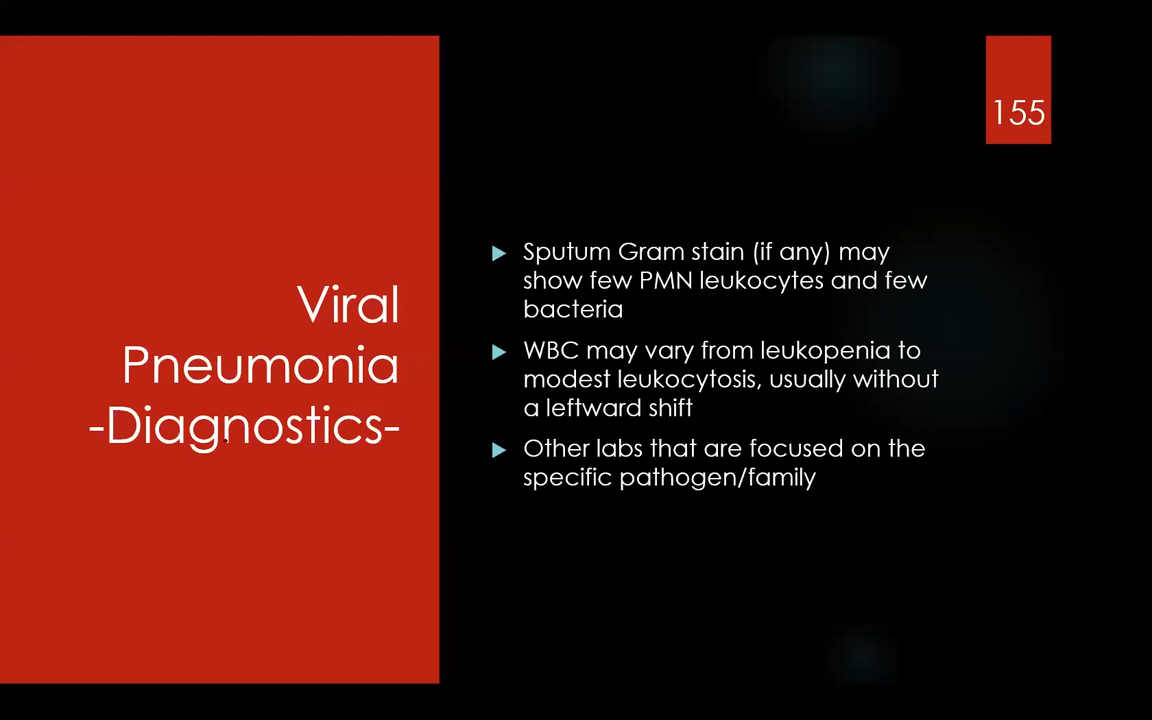 155
Viral
Pneumonia
-Diagnostics-
Sputum Gram stain (if any) may
show few PMN leukocytes and few
bacteria
WBC may vary from leukopenia to
modest leukocytosis, usually without
a leftward shift
Other labs that are focused on the
specific pathogen/family